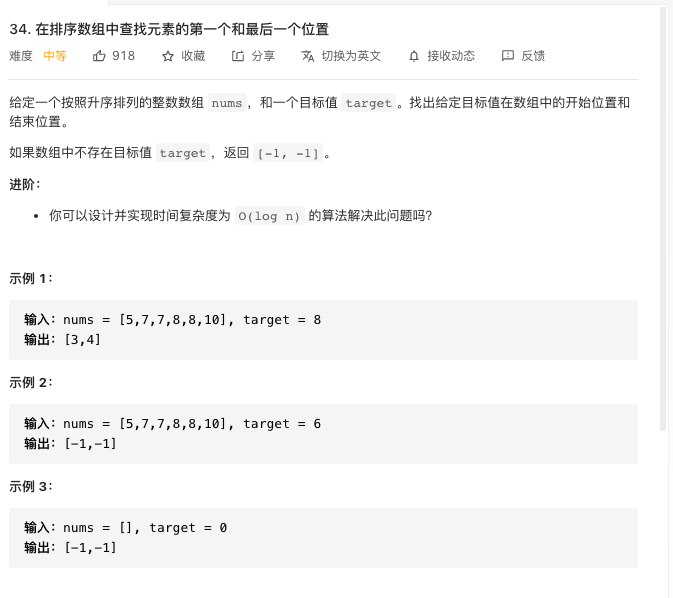 34. 在排序数组中查找元素的第一个和最后一个位置
难度 中等 918 收藏 分享 切换为英文 接收动态 反馈
给定一个按照升序排列的整数数组 nums，和一个目标值 target。找出给定目标值在数组中的开始位置和
结束位置。
如果数组中不存在目标值 target，返回 [-1, -1]。
进阶：
• 你可以设计并实现时间复杂度为 O(log n) 的算法解决此问题吗?
示例 1：
输入：nums = [5,7,7,8,8,10], target = 8
输出：[3,4]
示例 2：
输入：nums = [5,7,7,8,8,10], target = 6
输出：[-1,-1]
示例 3：
输入：nums = [], target = 0
输出：[-1,-1]